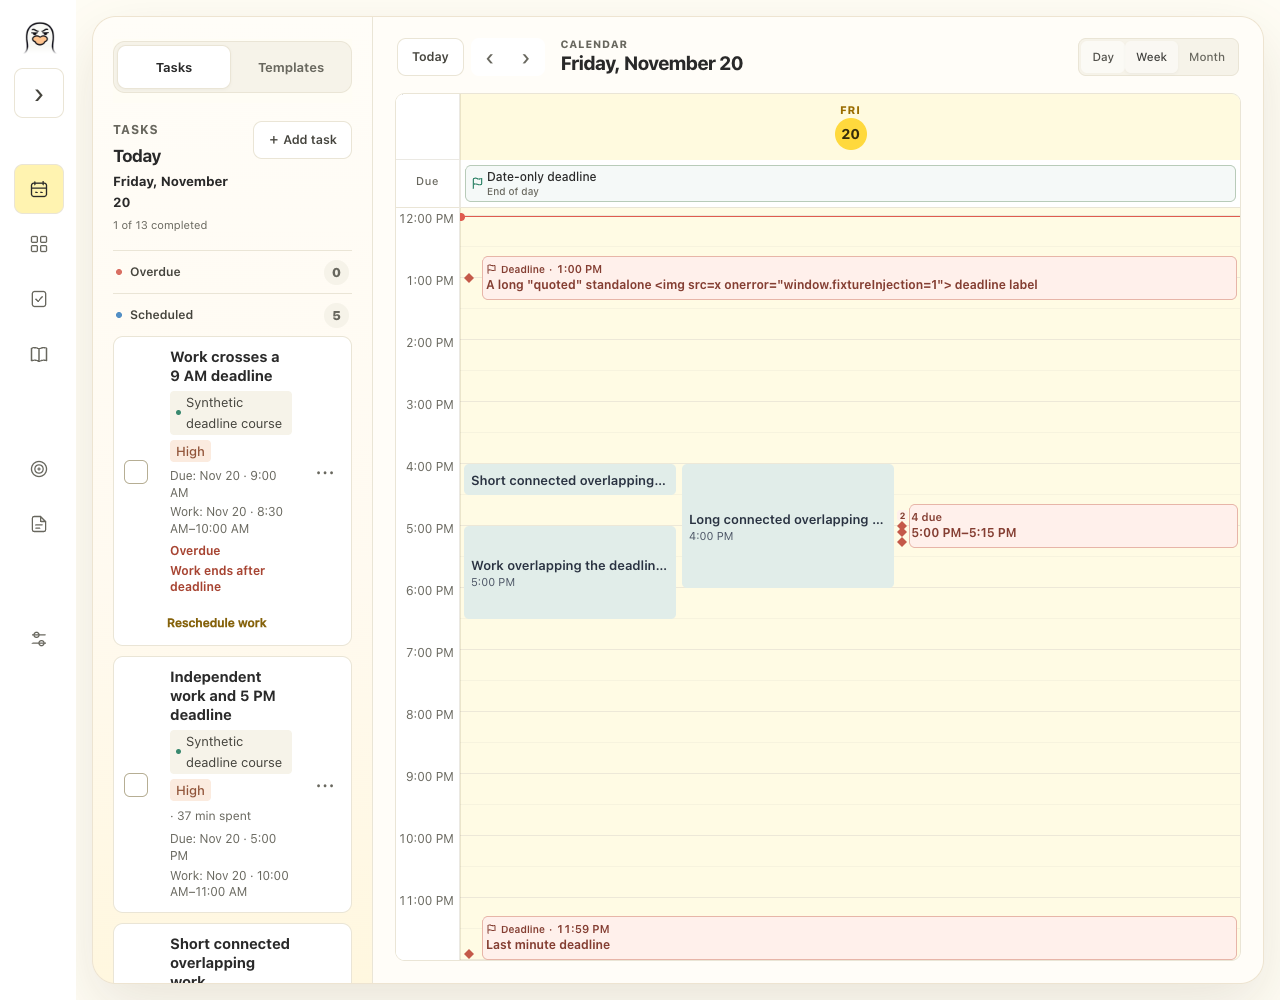 Tasks
Templates
TASKS
+ Add task
Today
Friday, November
20
1 of 13 completed
Overdue
0
Scheduled
5
Work crosses a
9 AM deadline
Synthetic
deadline course
High
Due: Nov 20 · 9:00
AM
Work: Nov 20 · 8:30
AM–10:00 AM
Overdue
Work ends after
deadline
Reschedule work
Independent
work and 5 PM
deadline
Synthetic
deadline course
High
· 37 min spent
Due: Nov 20 · 5:00
PM
Work: Nov 20 · 10:00
AM–11:00 AM
Short connected
overlapping
work
Today
CALENDAR
Friday, November 20
Day
Week
Month
FRI
20
Due
Date-only deadline
End of day
12:00 PM
1:00 PM
Deadline · 1:00 PM
A long "quoted" standalone <img src=x onerror="window.fixtureInjection=1"> deadline label
2:00 PM
3:00 PM
4:00 PM
Short connected overlapping...
Long connected overlapping ...
4:00 PM
2
4 due
5:00 PM–5:15 PM
5:00 PM
Work overlapping the deadlin...
5:00 PM
6:00 PM
7:00 PM
8:00 PM
9:00 PM
10:00 PM
11:00 PM
Deadline · 11:59 PM
Last minute deadline